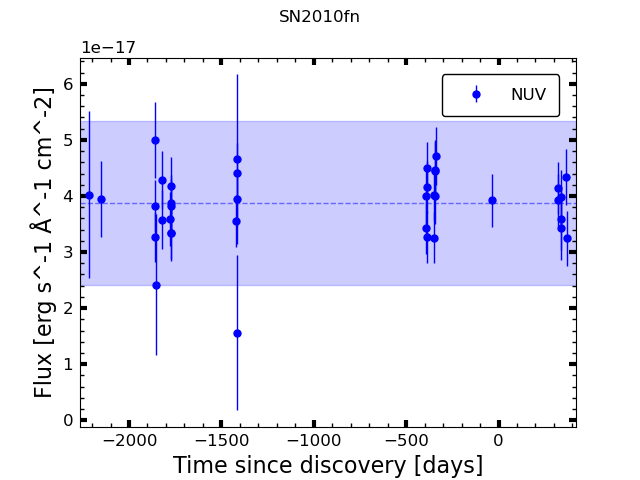 SN2010fn
1e−17
NUV
6
5
4
3
2
1
0
Flux [erg s^-1 Å^-1 cm^-2]
−2000
−1500
−1000
−500
0
Time since discovery [days]